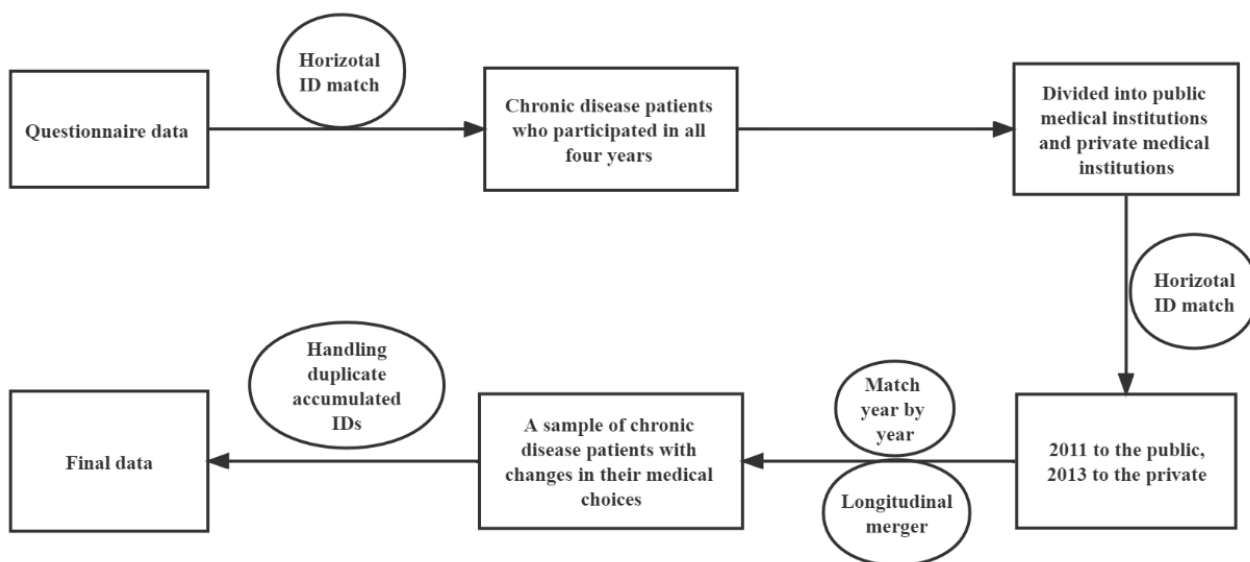 Questionnaire data
Horizotal
ID match
Chronic disease patients
who participated in all
four years
Divided into public
medical institutions
and private medical
institutions
Horizotal
ID match
2011 to the public,
2013 to the private
Match
year by
year
Longitudinal
merger
A sample of chronic
disease patients with
changes in their medical
choices
Handling
duplicate
accumulated
IDs
Final data